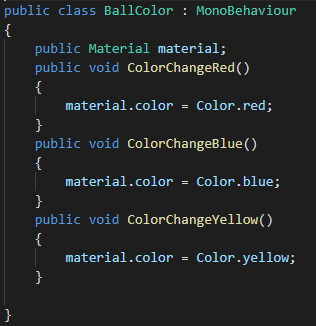 public class BallColor : MonoBehaviour
{
    public Material material;
    public void ColorChangeRed()
    {
        material.color = Color.red;
    }
    public void ColorChangeBlue()
    {
        material.color = Color.blue;
    }
    public void ColorChangeYellow()
    {
        material.color = Color.yellow;
    }

}